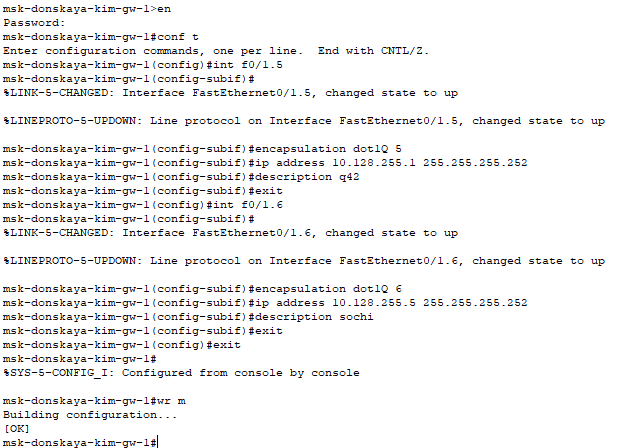 msk-donskaya-kim-gw-1>en
Password:
msk-donskaya-kim-gw-1#conf t
Enter configuration commands, one per line.  End with CNTL/Z.
msk-donskaya-kim-gw-1(config)#int f0/1.5
msk-donskaya-kim-gw-1(config-subif)#
%LINK-5-CHANGED: Interface FastEthernet0/1.5, changed state to up

%LINEPROTO-5-UPDOWN: Line protocol on Interface FastEthernet0/1.5, changed state to up

msk-donskaya-kim-gw-1(config-subif)#encapsulation dot1Q 5
msk-donskaya-kim-gw-1(config-subif)#ip address 10.128.255.1 255.255.255.252
msk-donskaya-kim-gw-1(config-subif)#description q42
msk-donskaya-kim-gw-1(config-subif)#exit
msk-donskaya-kim-gw-1(config)#int f0/1.6
msk-donskaya-kim-gw-1(config-subif)#
%LINK-5-CHANGED: Interface FastEthernet0/1.6, changed state to up

%LINEPROTO-5-UPDOWN: Line protocol on Interface FastEthernet0/1.6, changed state to up

msk-donskaya-kim-gw-1(config-subif)#encapsulation dot1Q 6
msk-donskaya-kim-gw-1(config-subif)#ip address 10.128.255.5 255.255.255.252
msk-donskaya-kim-gw-1(config-subif)#description sochi
msk-donskaya-kim-gw-1(config-subif)#exit
msk-donskaya-kim-gw-1(config)#exit
msk-donskaya-kim-gw-1#
%SYS-5-CONFIG_I: Configured from console by console

msk-donskaya-kim-gw-1#wr m
Building configuration...
[OK]
msk-donskaya-kim-gw-1#